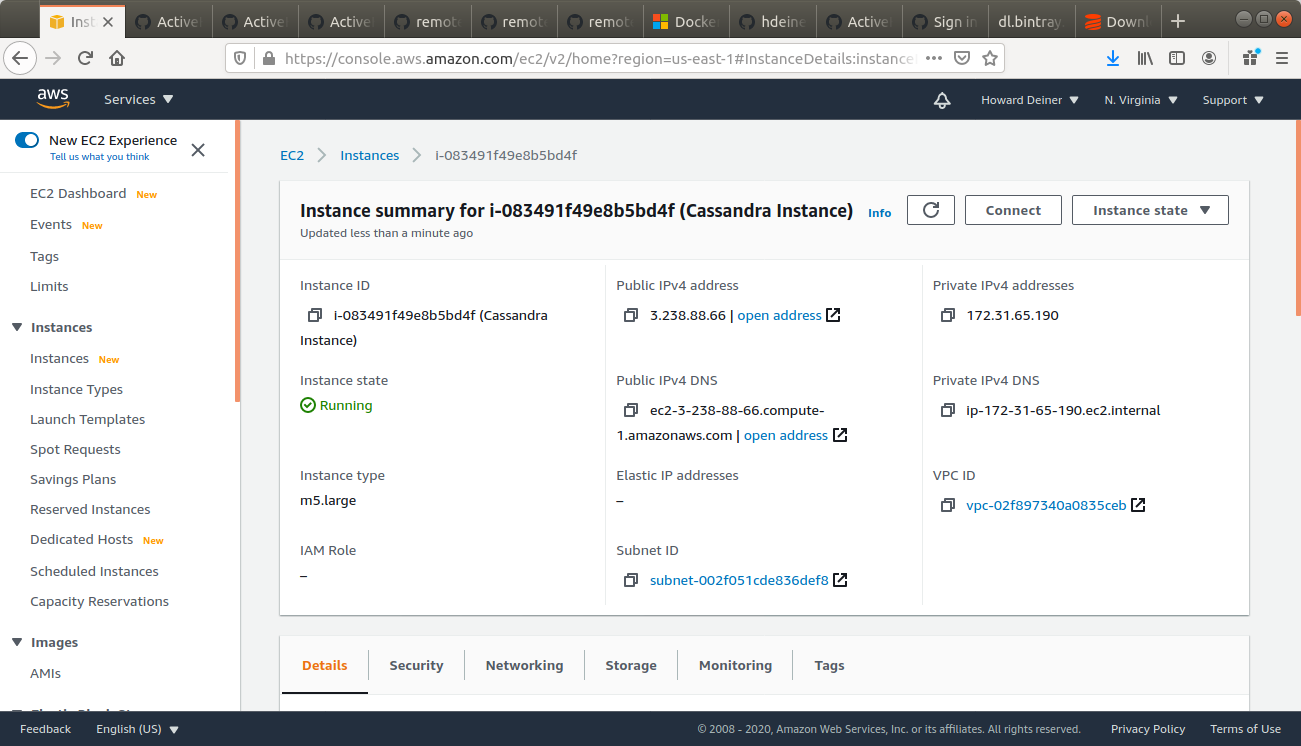 Inst
Active
Active
Active
remot
remot
remot
Docke
hdeine
Active
Sign in
dl.bintray.
Downl
https://console.aws.amazon.com/ec2/v2/home?region=us-east-1#InstanceDetails:instanceI
aws
Services
Howard Deiner
N. Virginia
Support
New EC2 Experience
Tell us what you think
EC2 Dashboard New
Events New
Tags
Limits
Instances
Instances New
Instance Types
Launch Templates
Spot Requests
Savings Plans
Reserved Instances
Dedicated Hosts New
Scheduled Instances
Capacity Reservations
Images
AMIs
EC2 > Instances > i-083491f49e8b5bd4f
Instance summary for i-083491f49e8b5bd4f (Cassandra Instance) Info
Connect
Instance state
Updated less than a minute ago
Instance ID
i-083491f49e8b5bd4f (Cassandra
Instance)
Public IPv4 address
3.238.88.66 | open address
Private IPv4 addresses
172.31.65.190
Instance state
Running
Public IPv4 DNS
ec2-3-238-88-66.compute-
1.amazonaws.com | open address
Private IPv4 DNS
ip-172-31-65-190.ec2.internal
Instance type
m5.large
Elastic IP addresses
–
VPC ID
vpc-02f897340a0835ceb
IAM Role
–
Subnet ID
subnet-002f051cde836def8
Details
Security
Networking
Storage
Monitoring
Tags
Feedback
English (US)
© 2008 - 2020, Amazon Web Services, Inc. or its affiliates. All rights reserved.
Privacy Policy
Terms of Use